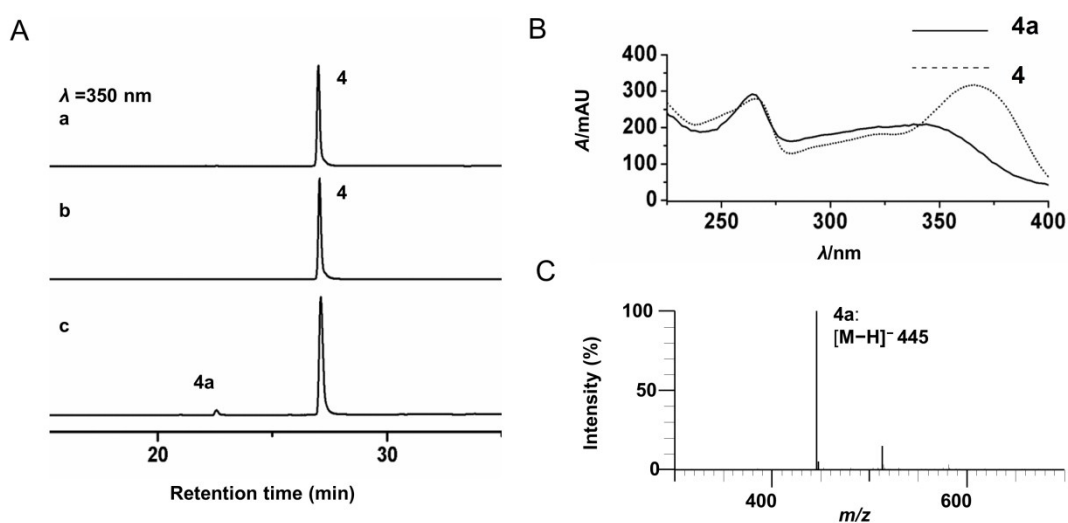 A
λ =350 nm
a
4
b
4
c
4a
20
30
Retention time (min)
B
4a
4
400
300
200
100
0
A/mAU
250
300
350
400
λ/nm
C
4a:
[M−H]⁻ 445
100
50
0
Intensity (%)
400
600
m/z